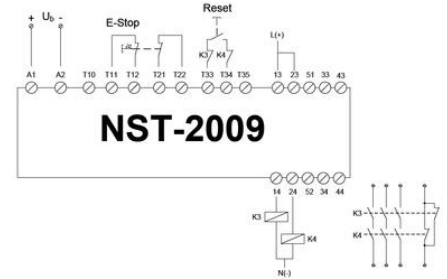 Reset
+ Ub -
E-Stop
L(+)
K3 K4
A1 A2 T10 T11 T12 T21 T22 T33 T34 T35 13 23 51 33 43
NST-2009
14 24 52 34 44
K3
K4
N(-)
K3
K4